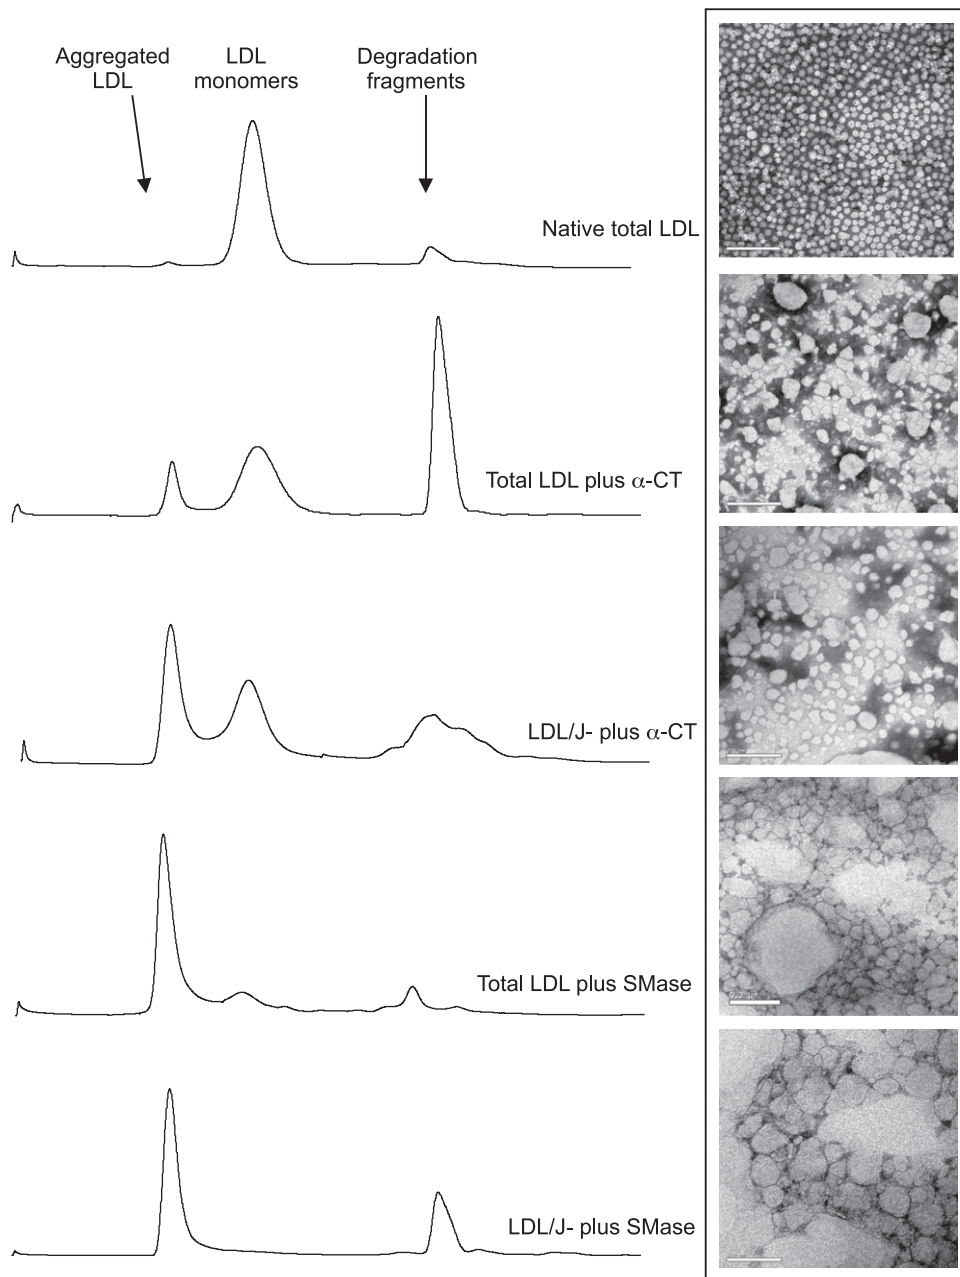 Aggregated
LDL
LDL
monomers
Degradation
fragments
Native total LDL
Total LDL plus α-CT
LDL/J- plus α-CT
Total LDL plus SMase
LDL/J- plus SMase